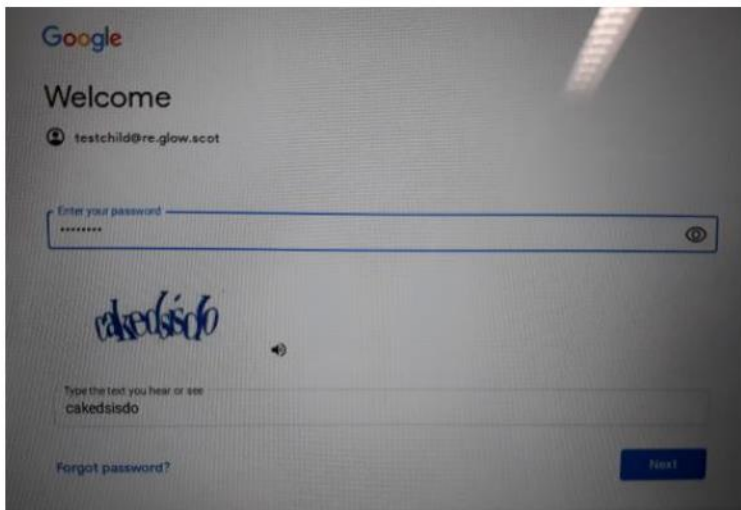 Google
Welcome
testchild@re.glow.scot
Enter your password
••••••••
cakedsisdo
Type the text you hear or see
cakedsisdo
Forgot password?
Next